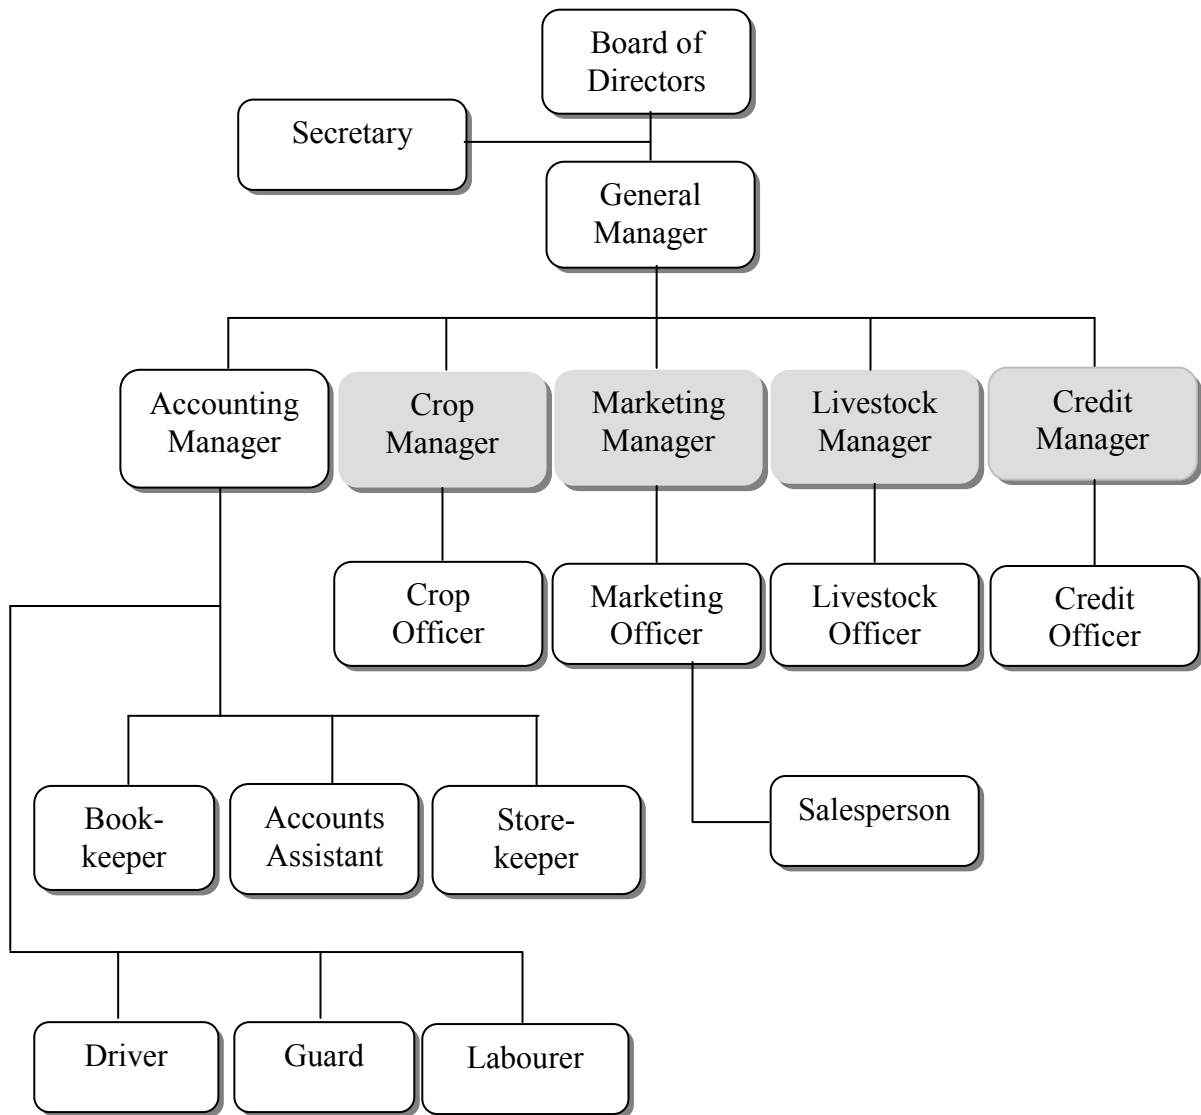 Board of
Directors
Secretary
General
Manager
Accounting
Manager
Crop
Manager
Marketing
Manager
Livestock
Manager
Credit
Manager
Crop
Officer
Marketing
Officer
Livestock
Officer
Credit
Officer
Book-
keeper
Accounts
Assistant
Store-
keeper
Salesperson
Driver
Guard
Labourer